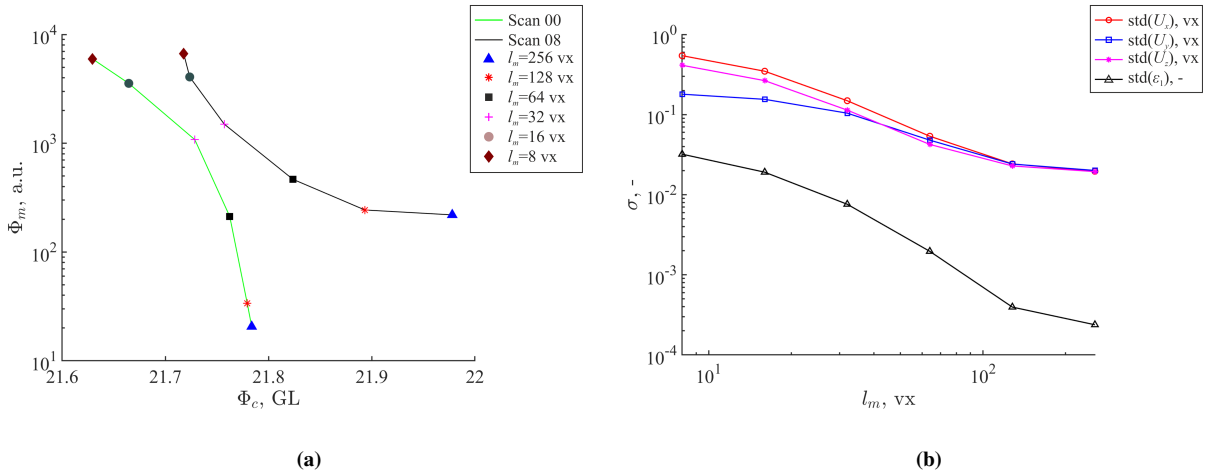 Scan 00
Scan 08
l_m=256 vx
l_m=128 vx
l_m=64 vx
l_m=32 vx
l_m=16 vx
l_m=8 vx
10^4
10^3
10^2
10^1
Φ_m, a.u.
21.6 21.7 21.8 21.9 22
Φ_c, GL
(a)
std(U_x), vx
std(U_y), vx
std(U_z), vx
std(ε_1), -
10^0
10^-1
10^-2
10^-3
10^-4
σ, -
10^1 10^2
l_m, vx
(b)